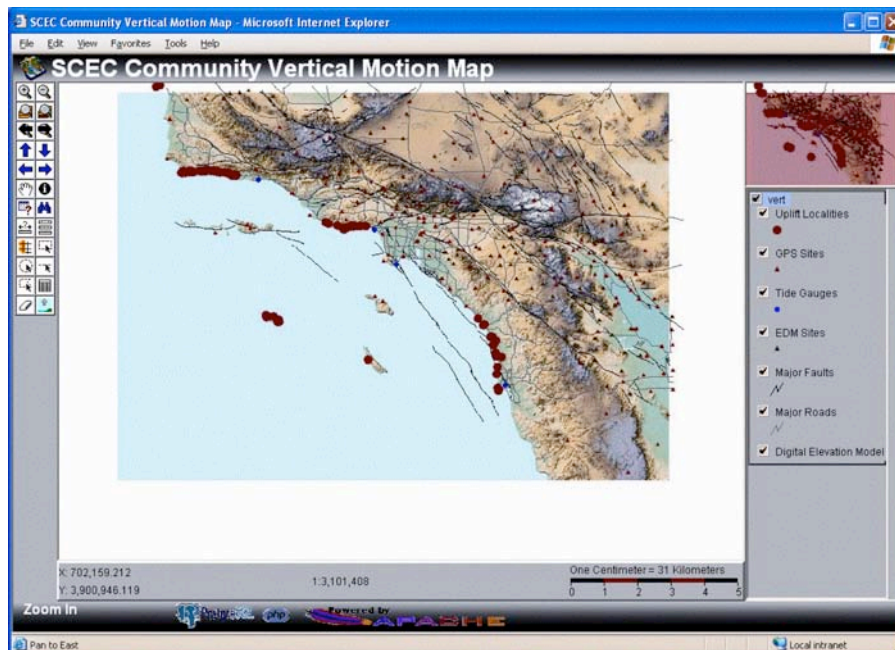 SCEC Community Vertical Motion Map - Microsoft Internet Explorer
File Edit View Favorites Tools Help
SCEC Community Vertical Motion Map
vert
Uplift Localities
GPS Sites
Tide Gauges
EDM Sites
Major Faults
Major Roads
Digital Elevation Model
X: 702,159.212
Y: 3,900,946.119
1:3,101,408
One Centimeter = 31 Kilometers
0 1 2 3 4 5
Zoom In
php
Powered by
APACHE
Pan to East
Local intranet